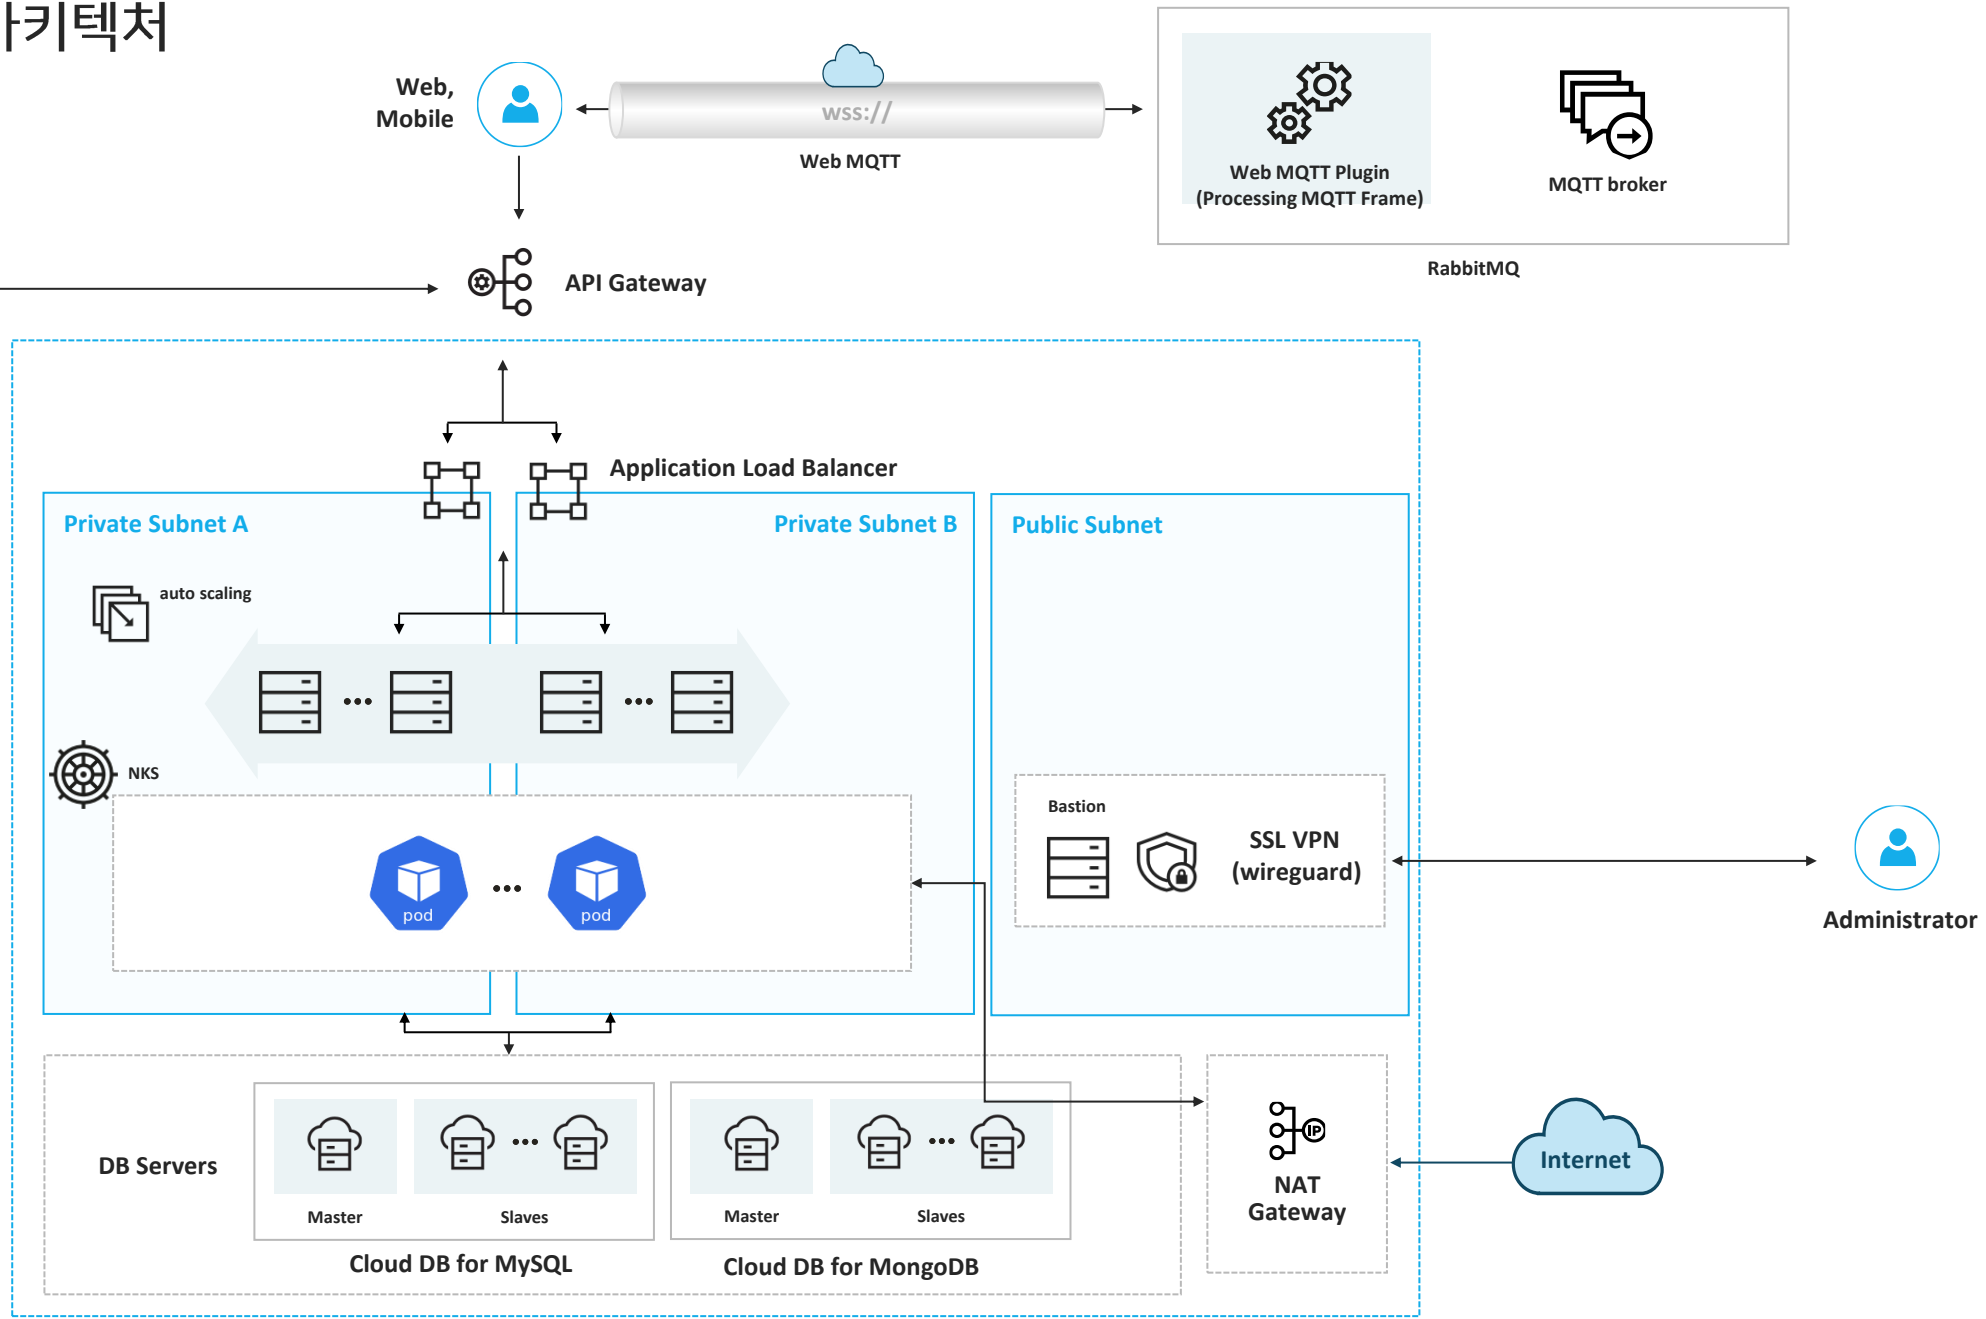 키텍처
Web,
Mobile
wss://
Web MQTT
Web MQTT Plugin
(Processing MQTT Frame)
MQTT broker
RabbitMQ
API Gateway
Application Load Balancer
Private Subnet A
Private Subnet B
Public Subnet
auto scaling
NKS
pod
pod
Bastion
SSL VPN
(wireguard)
Administrator
DB Servers
Master
Slaves
Cloud DB for MySQL
Master
Slaves
Cloud DB for MongoDB
IP
NAT
Gateway
Internet